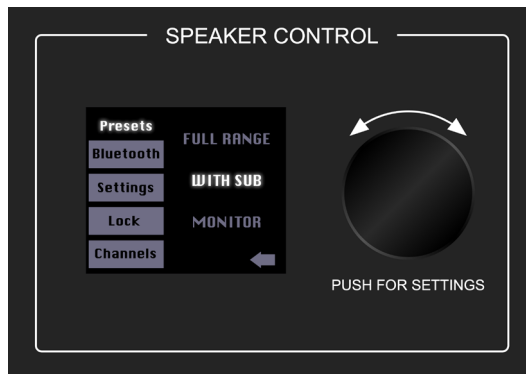 SPEAKER CONTROL
Presets
Bluetooth
Settings
Lock
Channels
FULL RANGE
WITH SUB
MONITOR
PUSH FOR SETTINGS